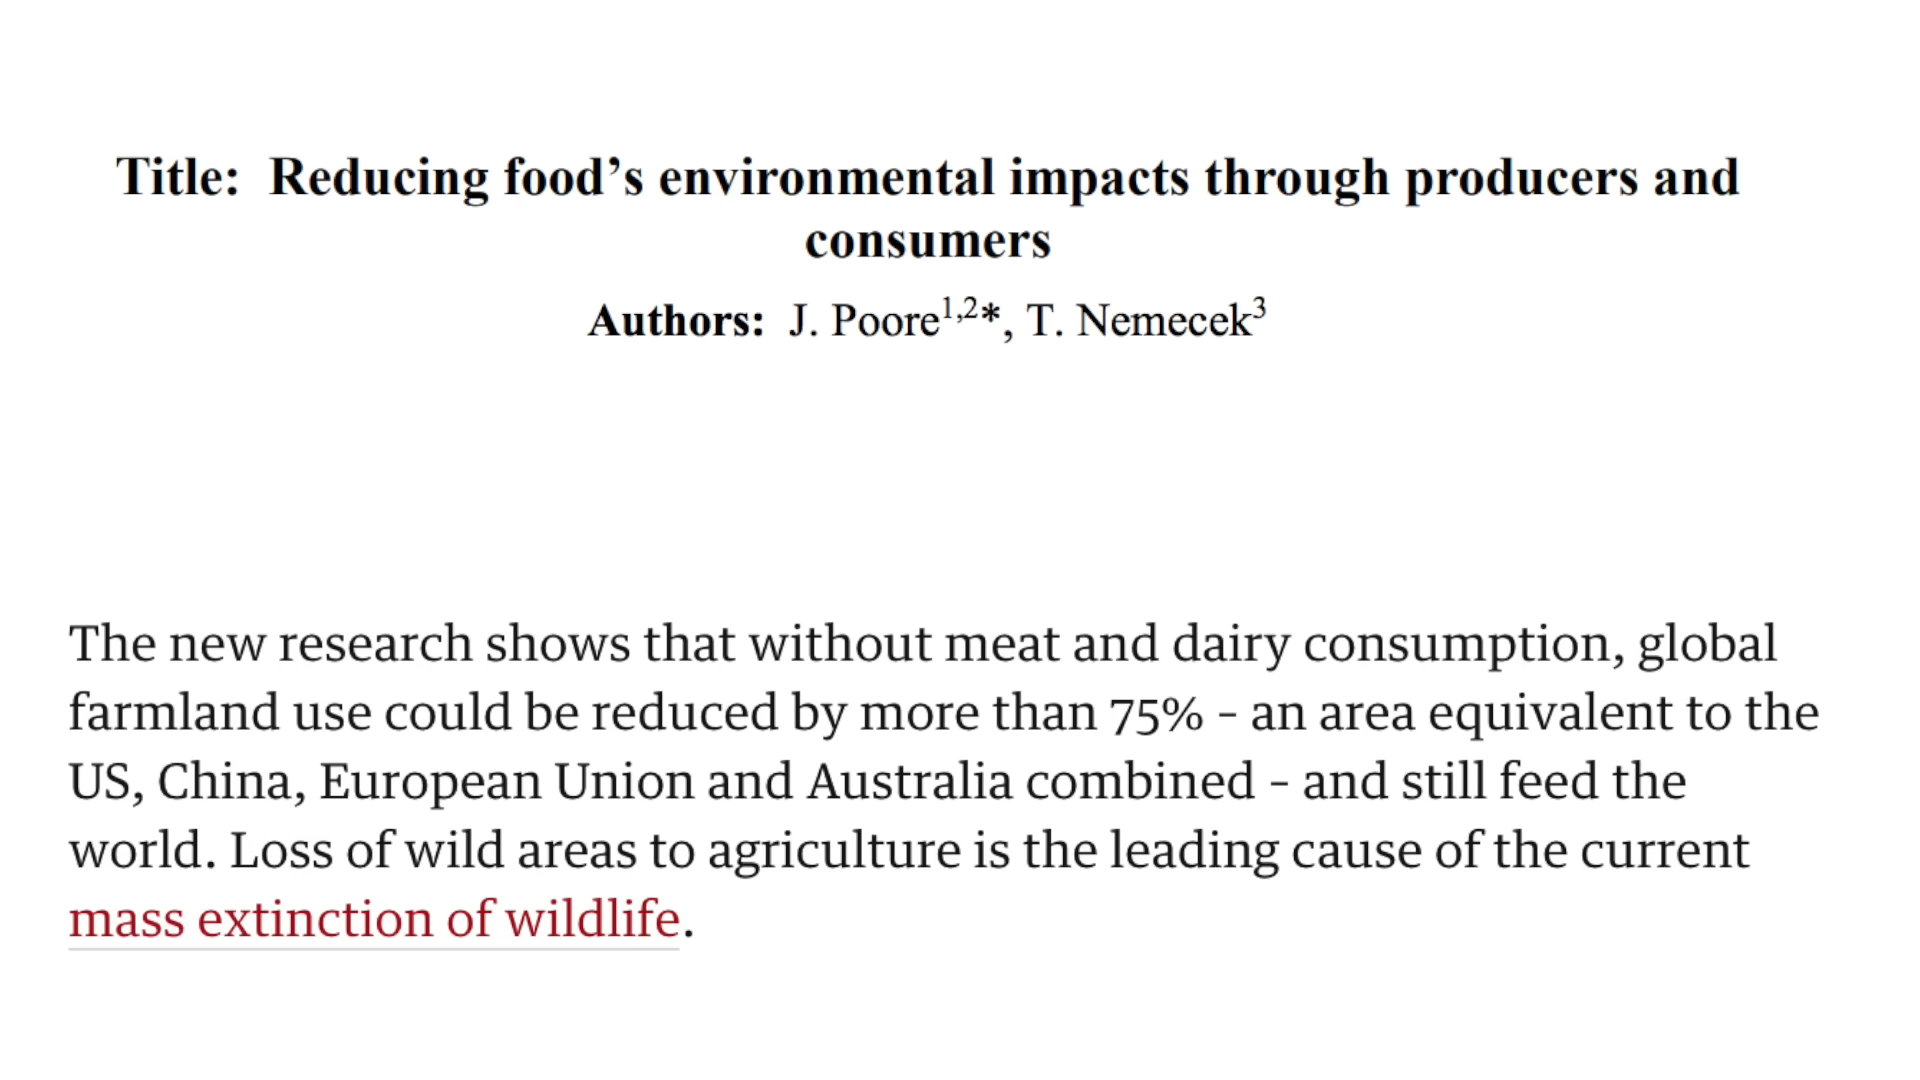 Title: Reducing food’s environmental impacts through producers and
consumers
Authors: J. Poore1,2*, T. Nemecek3
The new research shows that without meat and dairy consumption, global
farmland use could be reduced by more than 75% – an area equivalent to the
US, China, European Union and Australia combined – and still feed the
world. Loss of wild areas to agriculture is the leading cause of the current
mass extinction of wildlife.